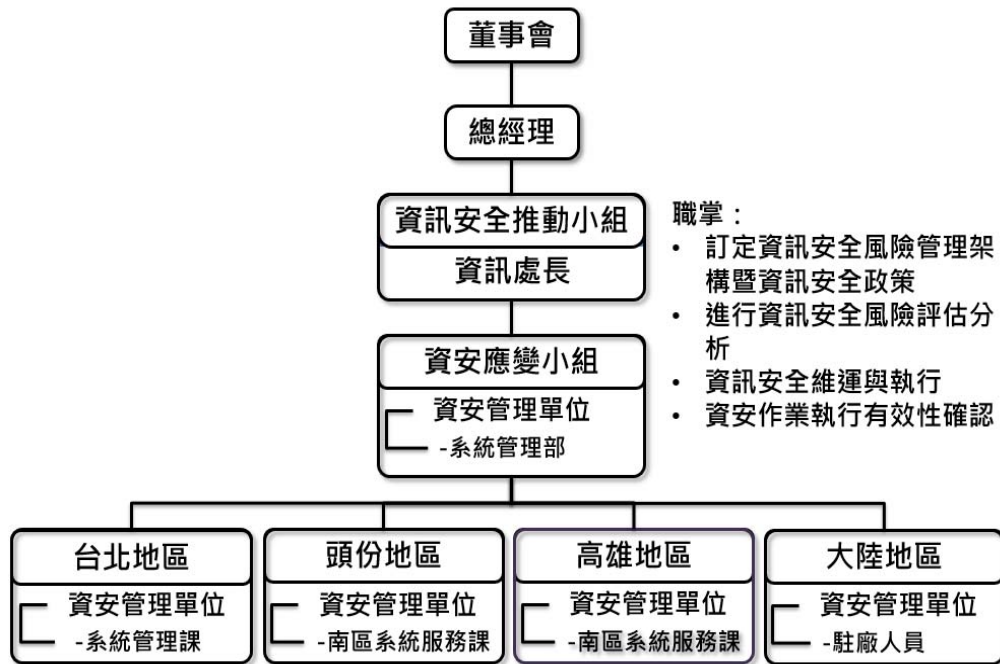 董事會
總經理
資訊安全推動小組
資訊處長
職掌：
• 訂定資訊安全風險管理架
構暨資訊安全政策
• 進行資訊安全風險評估分
析
• 資訊安全維運與執行
• 資安作業執行有效性確認
資安應變小組
資安管理單位
-系統管理部
台北地區
資安管理單位
-系統管理課
頭份地區
資安管理單位
-南區系統服務課
高雄地區
資安管理單位
-南區系統服務課
大陸地區
資安管理單位
-駐廠人員